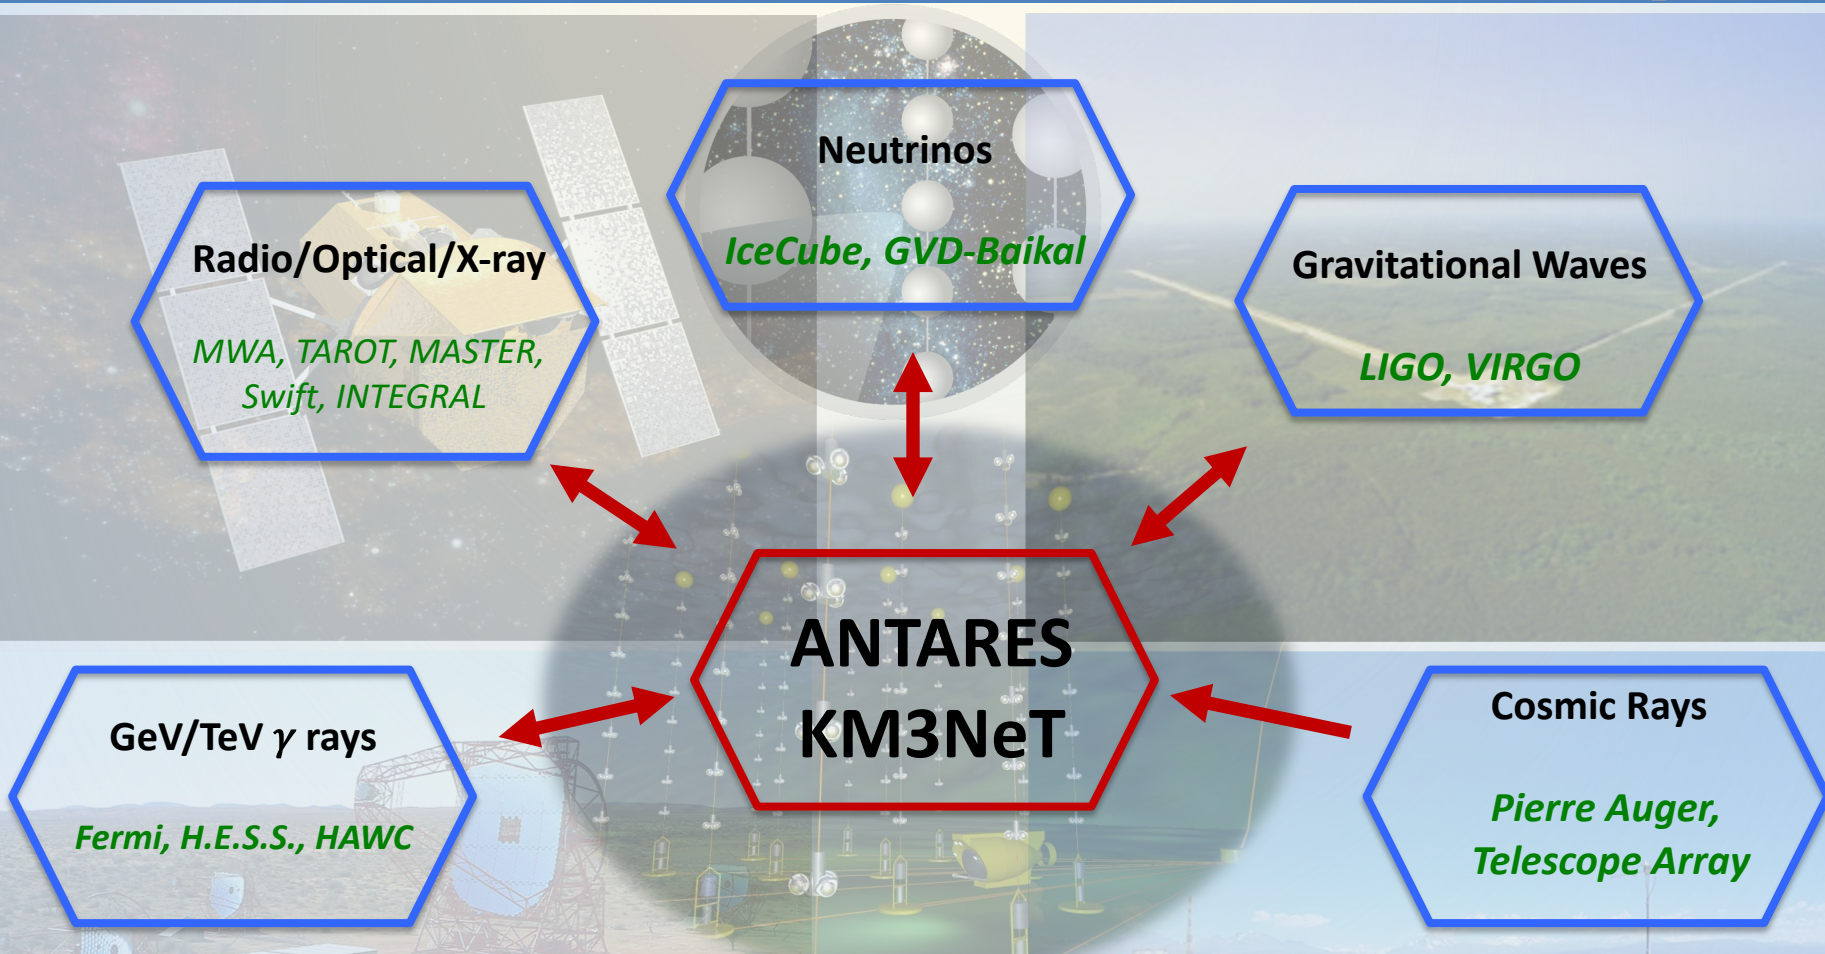 Neutrinos
IceCube, GVD-Baikal
Radio/Optical/X-ray
MWA, TAROT, MASTER,
Swift, INTEGRAL
Gravitational Waves
LIGO, VIRGO
ANTARES
KM3NeT
GeV/TeV γ rays
Fermi, H.E.S.S., HAWC
Cosmic Rays
Pierre Auger,
Telescope Array